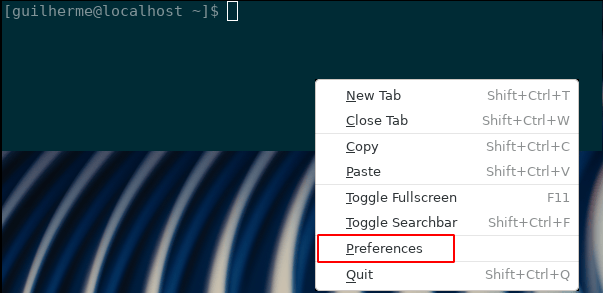 [guilherme@localhost ~]$
New Tab Shift+Ctrl+T
Close Tab Shift+Ctrl+W
Copy Shift+Ctrl+C
Paste Shift+Ctrl+V
Toggle Fullscreen F11
Toggle Searchbar Shift+Ctrl+F
Preferences
Quit Shift+Ctrl+Q